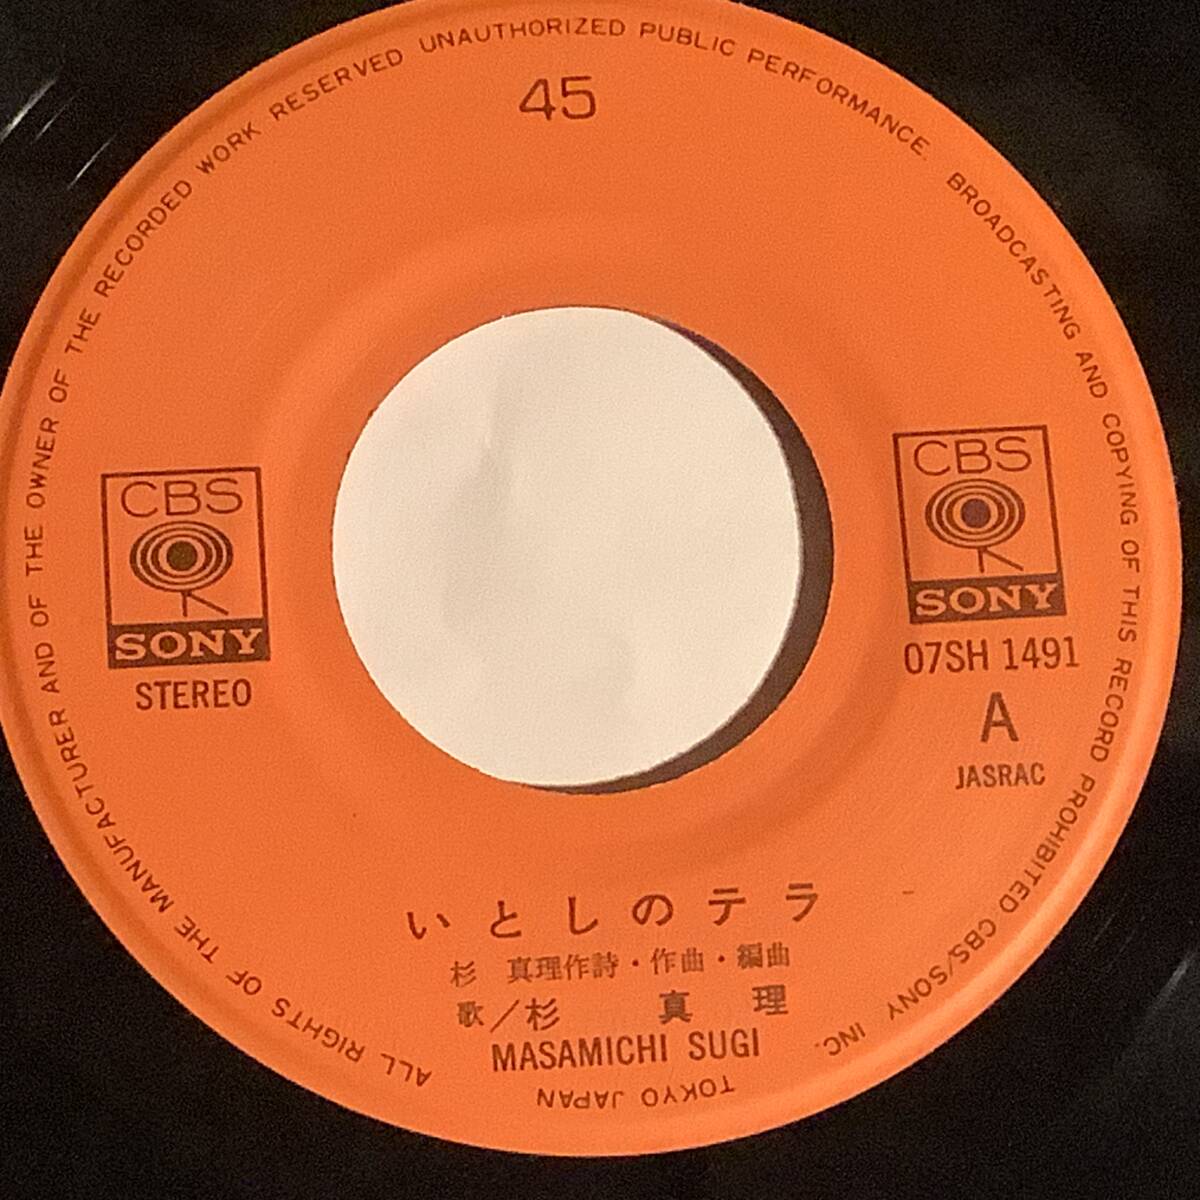 ALL RIGHTS OF THE MANUFACTURER AND OF THE OWNER OF THE RECORDED WORK RESERVED UNAUTHORIZED PUBLIC PERFORMANCE. BROADCASTING AND COPYING OF THIS RECORD PROHIBITED CBS/SONY INC.
TOKYO JAPAN
45
CBS
SONY
STEREO
CBS
SONY
07SH 1491
A
JASRAC
いとしのテラ
杉 真理作詩・作曲・編曲
歌／杉 真 理
MASAMICHI SUGI